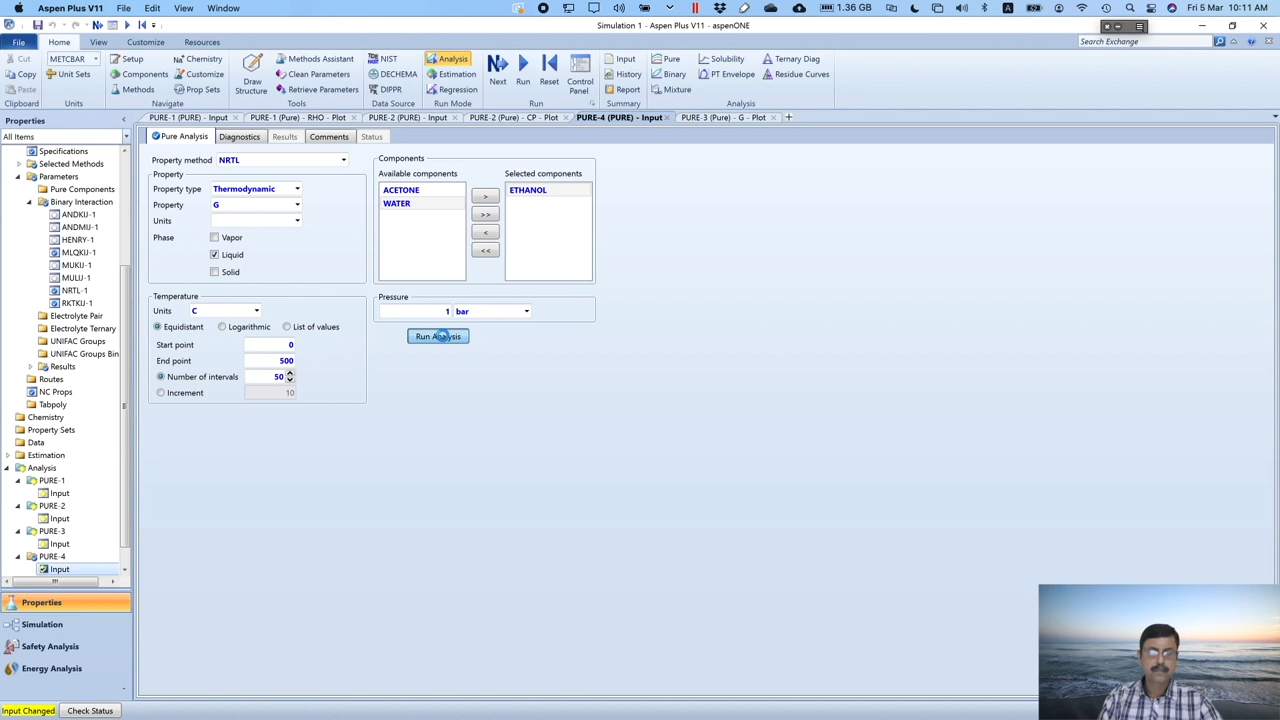 Aspen Plus V11 File Edit View Window 1.36 GB Fri 5 Mar 10:11 AM
Simulation 1 - Aspen Plus V11 - aspenONE
File Home View Customize Resources Search Exchange
Cut METCBAR Setup Chemistry Methods Assistant NIST Analysis Input Pure Solubility Ternary Diag
Copy Unit Sets Components Customize Draw Structure Clean Parameters DECHEMA Estimation Next Run Reset Control Panel History Binary PT Envelope Residue Curves
Paste Methods Prop Sets Retrieve Parameters DIPPR Regression Report Mixture
Clipboard Units Navigate Tools Data Source Run Mode Run Summary Analysis
Properties
All Items
PURE-1 (PURE) - Input PURE-1 (Pure) - RHO - Plot PURE-2 (PURE) - Input PURE-2 (Pure) - CP - Plot PURE-4 (PURE) - Input PURE-3 (Pure) - G - Plot
Pure Analysis Diagnostics Results Comments Status
Specifications
Selected Methods
Parameters
Pure Components
Binary Interaction
ANDKIJ-1
ANDMIJ-1
HENRY-1
MLQKIJ-1
MUKIJ-1
MULIJ-1
NRTL-1
RKTKIJ-1
Electrolyte Pair
Electrolyte Ternary
UNIFAC Groups
UNIFAC Groups Bin
Results
Routes
NC Props
Tabpoly
Chemistry
Property Sets
Data
Estimation
Analysis
PURE-1
Input
PURE-2
Input
PURE-3
Input
PURE-4
Input
Properties
Simulation
Safety Analysis
Energy Analysis
Property method NRTL
Property
Property type Thermodynamic
Property G
Units
Phase Vapor
Liquid
Solid
Components
Available components Selected components
ACETONE > ETHANOL
WATER
>>
<
<<
Temperature
Units C
Equidistant Logarithmic List of values
Start point 0
End point 500
Number of intervals 50
Increment 10
Pressure
1 bar
Run Analysis
Input Changed Check Status